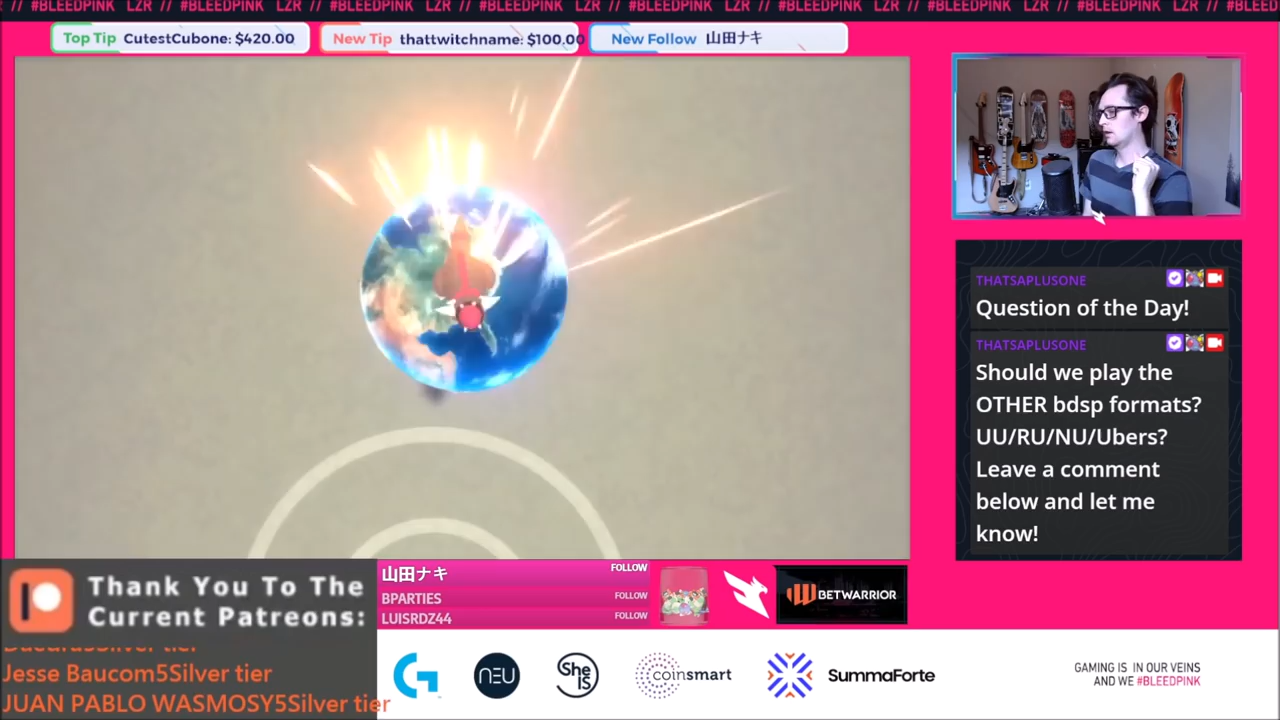 // #BLEEDPINK LZR // #BLEEDPINK LZR // #BLEEDPINK LZR // #BLEEDPINK LZR // #BLEEDPINK LZR // #BLEEDPINK LZR // #BLEEDPINK LZR // #BLEEDPINK LZR // #BLEED
Top Tip CutestCubone: $420.00
New Tip thattwitchname: $100.00
New Follow 山田ナキ
THATSAPLUSONE
Question of the Day!
THATSAPLUSONE
Should we play the
OTHER bdsp formats?
UU/RU/NU/Ubers?
Leave a comment
below and let me
know!
Thank You To The
Current Patreons:
Jesse Baucom5Silver tier
JUAN PABLO WASMOSY5Silver tier
山田ナキ FOLLOW
BPARTIES FOLLOW
LUISRDZ44 FOLLOW
BETWARRIOR
G
NEU
She IS
coinsmart
SummaForte
GAMING IS IN OUR VEINS
AND WE #BLEEDPINK